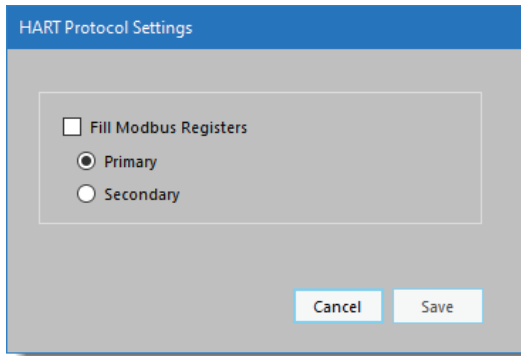 HART Protocol Settings
Fill Modbus Registers
Primary
Secondary
Cancel Save